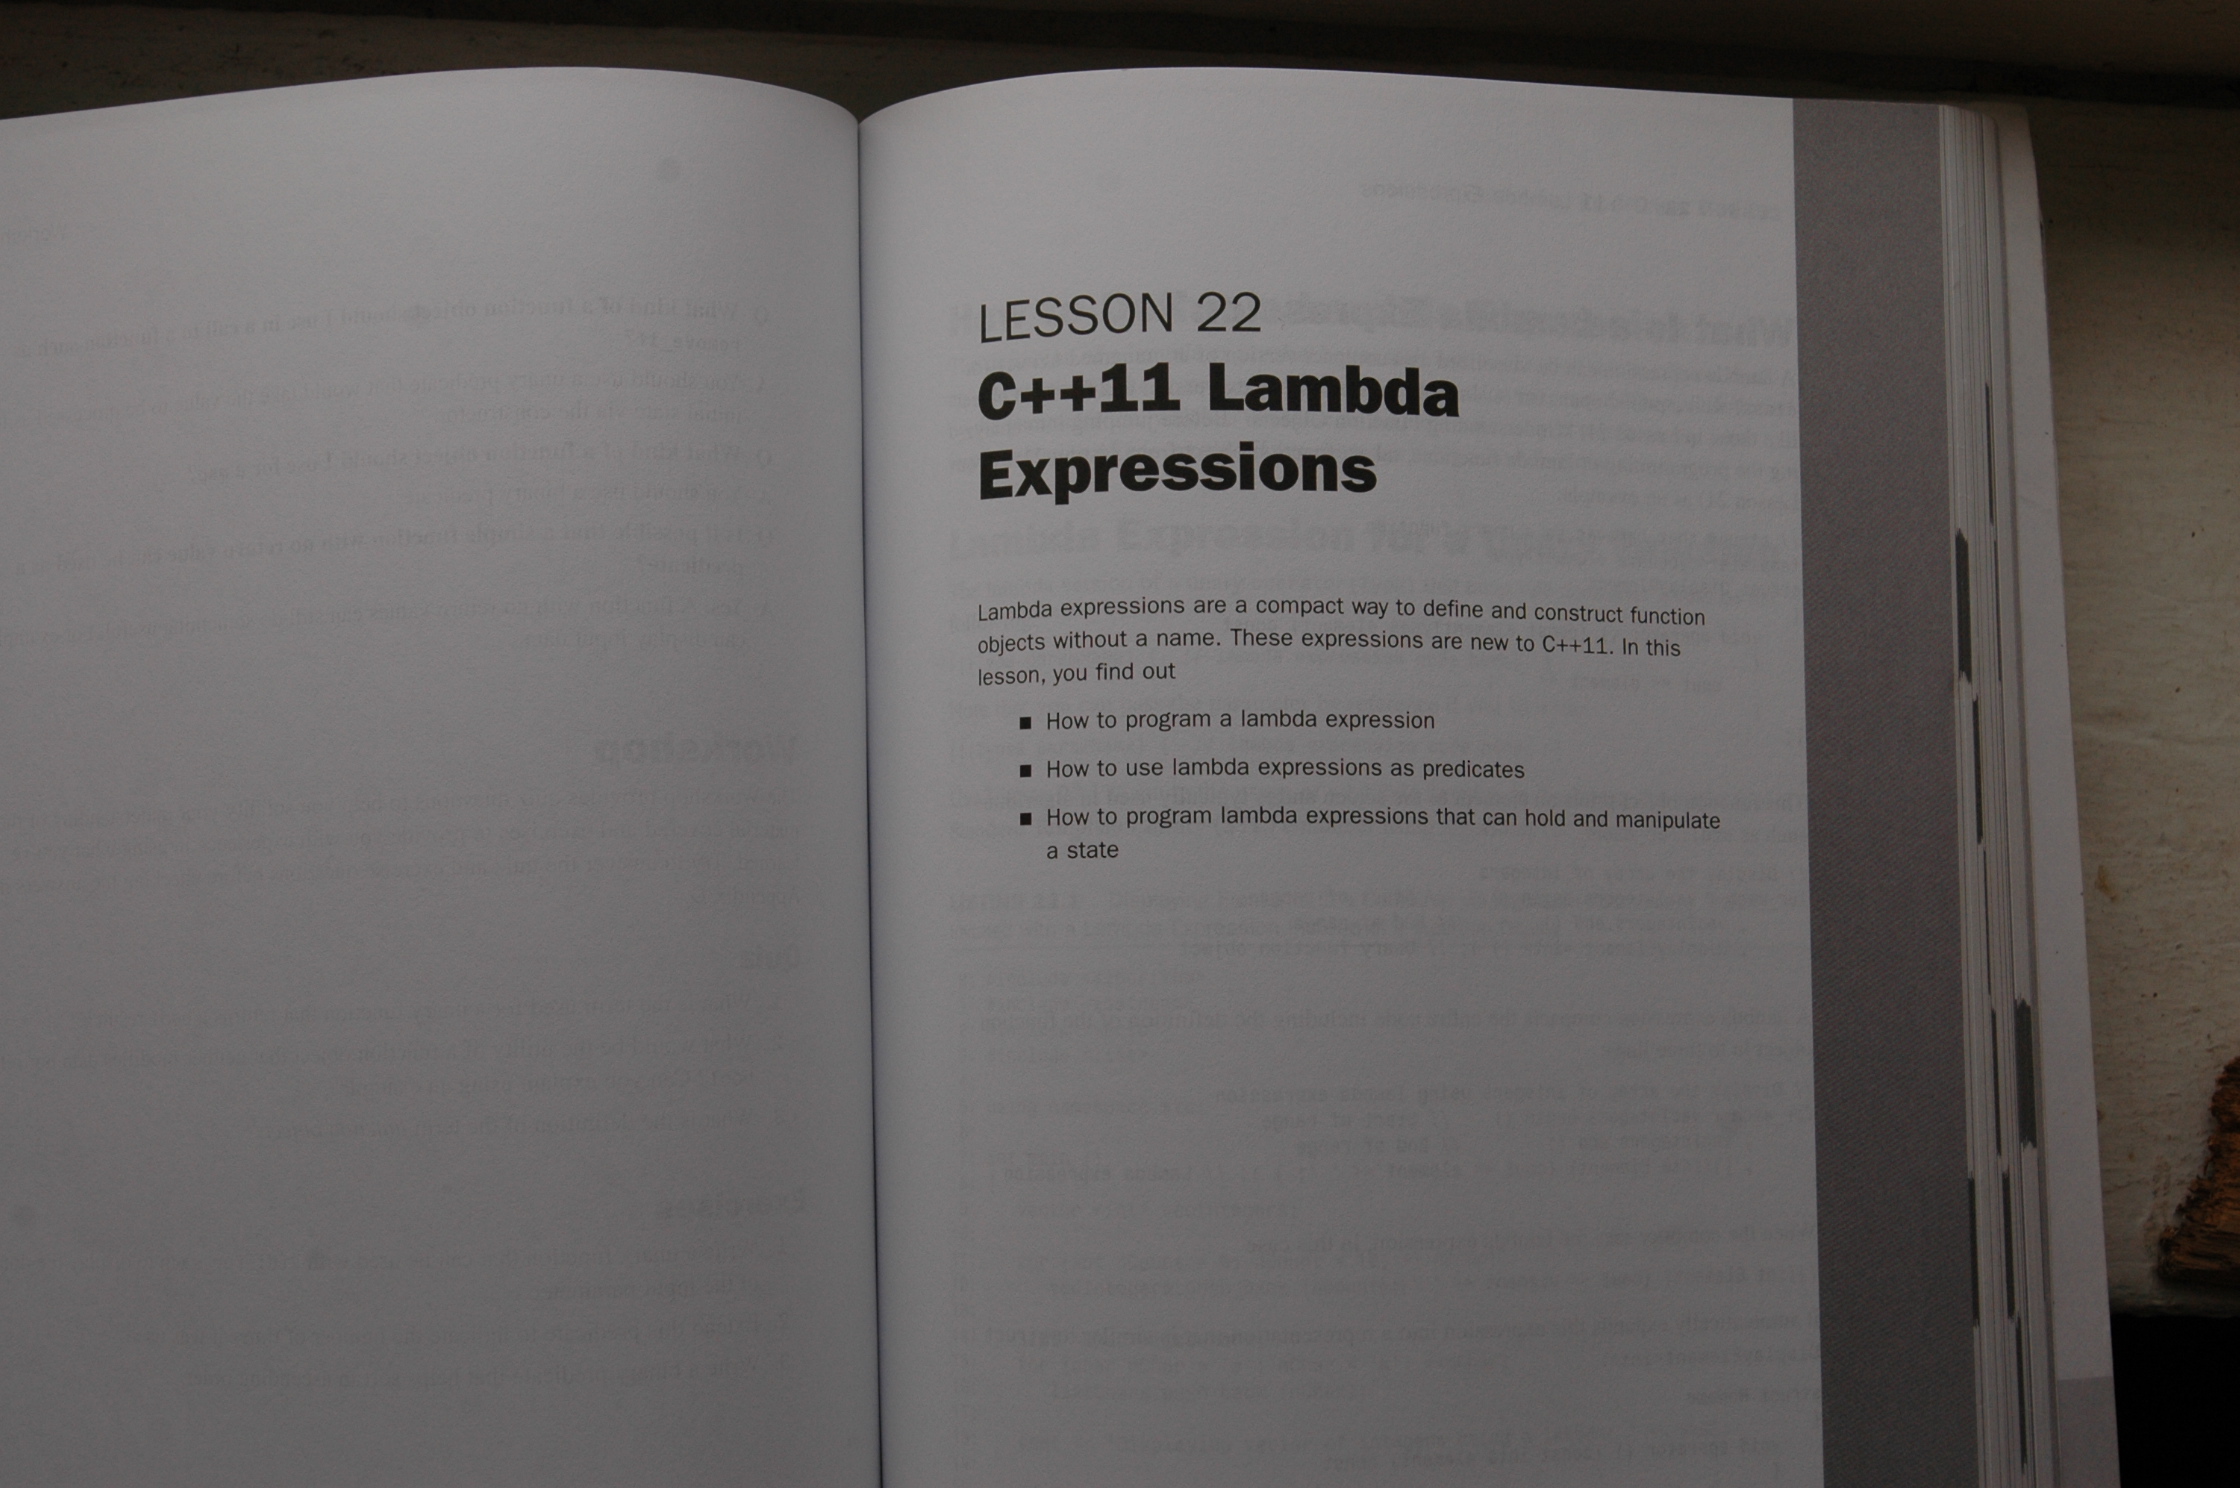 LESSON 22
C++11 Lambda
Expressions
Lambda expressions are a compact way to define and construct function
objects without a name. These expressions are new to C++11. In this
lesson, you find out
■ How to program a lambda expression
■ How to use lambda expressions as predicates
■ How to program lambda expressions that can hold and manipulate
a state